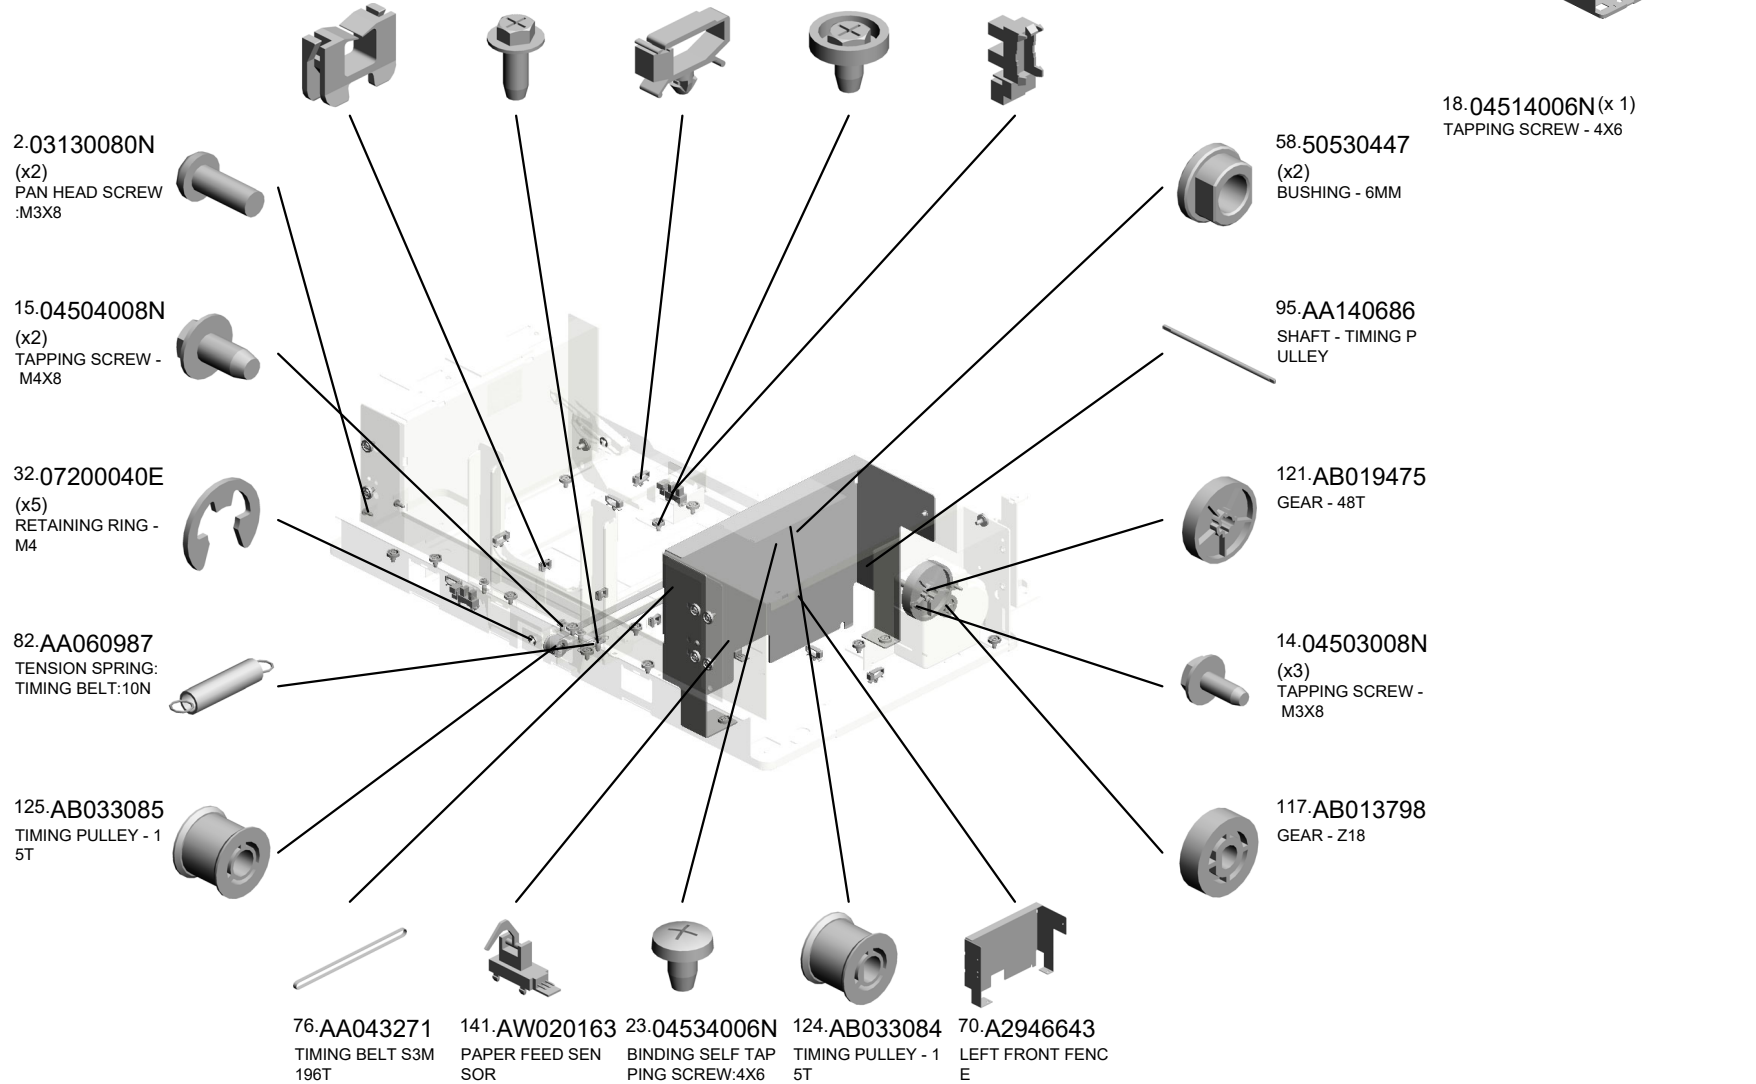 2.03130080N
(x2)
PAN HEAD SCREW
:M3X8
15.04504008N
(x2)
TAPPING SCREW -
M4X8
32.07200040E
(x5)
RETAINING RING -
M4
82.AA060987
TENSION SPRING:
TIMING BELT:10N
125.AB033085
TIMING PULLEY - 1
5T
76.AA043271
TIMING BELT S3M
196T
141.AW020163
PAPER FEED SEN
SOR
23.04534006N
BINDING SELF TAP
PING SCREW:4X6
124.AB033084
TIMING PULLEY - 1
5T
70.A2946643
LEFT FRONT FENC
E
58.50530447
(x2)
BUSHING - 6MM
95.AA140686
SHAFT - TIMING P
ULLEY
121.AB019475
GEAR - 48T
14.04503008N
(x3)
TAPPING SCREW -
M3X8
117.AB013798
GEAR - Z18
18.04514006N(x 1)
TAPPING SCREW - 4X6